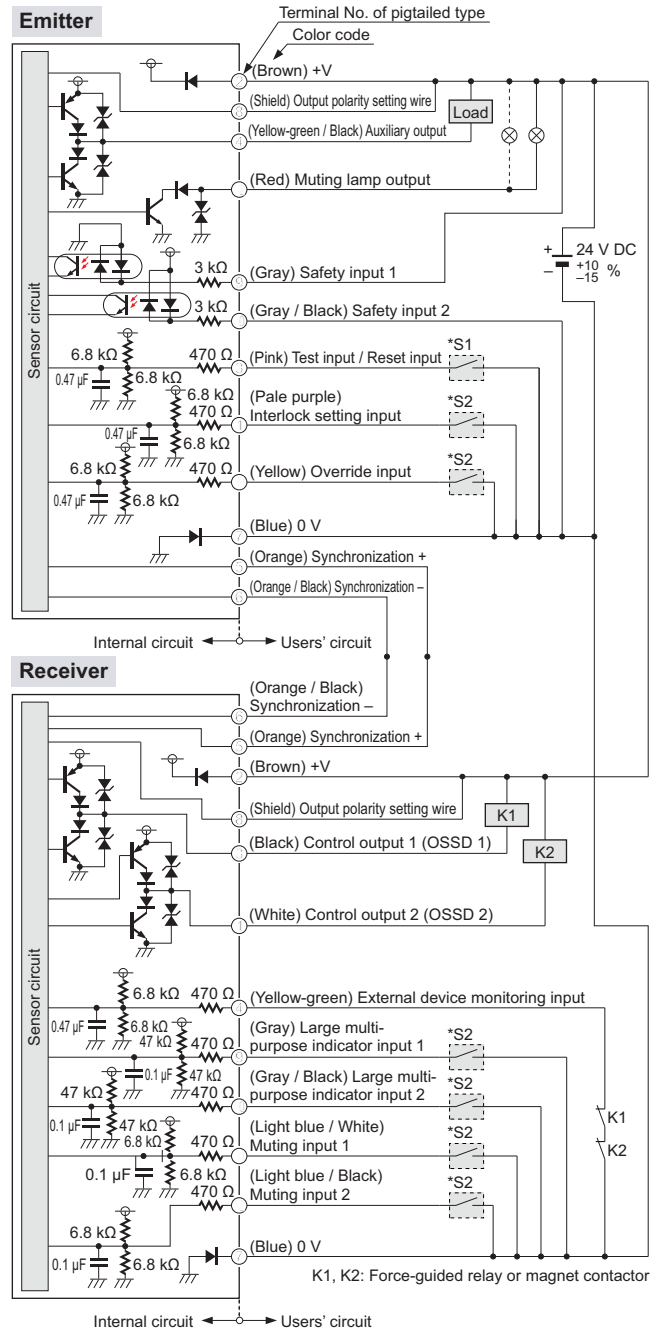 Emitter
Terminal No. of pigtailed type
Color code
(Brown) +V
(Shield) Output polarity setting wire
Load
(Yellow-green / Black) Auxiliary output
(Red) Muting lamp output
+
–
24 V DC
+10
–15 %
3 kΩ
(Gray) Safety input 1
3 kΩ
(Gray / Black) Safety input 2
Sensor circuit
6.8 kΩ
470 Ω
(Pink) Test input / Reset input
*S1
0.47 µF
6.8 kΩ
6.8 kΩ
(Pale purple)
470 Ω
Interlock setting input
*S2
0.47 µF
6.8 kΩ
6.8 kΩ
470 Ω
(Yellow) Override input
*S2
0.47 µF
6.8 kΩ
(Blue) 0 V
(Orange) Synchronization +
(Orange / Black) Synchronization –
Internal circuit
Users' circuit
Receiver
(Orange / Black)
Synchronization –
(Orange) Synchronization +
(Brown) +V
(Shield) Output polarity setting wire
K1
(Black) Control output 1 (OSSD 1)
K2
(White) Control output 2 (OSSD 2)
Sensor circuit
6.8 kΩ
470 Ω
(Yellow-green) External device monitoring input
0.47 µF
6.8 kΩ
47 kΩ
470 Ω
(Gray) Large multi-
purpose indicator input 1
*S2
0.1 µF
47 kΩ
47 kΩ
470 Ω
(Gray / Black) Large multi-
purpose indicator input 2
*S2
0.1 µF
47 kΩ
6.8 kΩ
470 Ω
(Light blue / White)
Muting input 1
*S2
K1
K2
0.1 µF
6.8 kΩ
470 Ω
(Light blue / Black)
Muting input 2
*S2
6.8 kΩ
0.1 µF
6.8 kΩ
(Blue) 0 V
K1, K2: Force-guided relay or magnet contactor
Internal circuit
Users' circuit